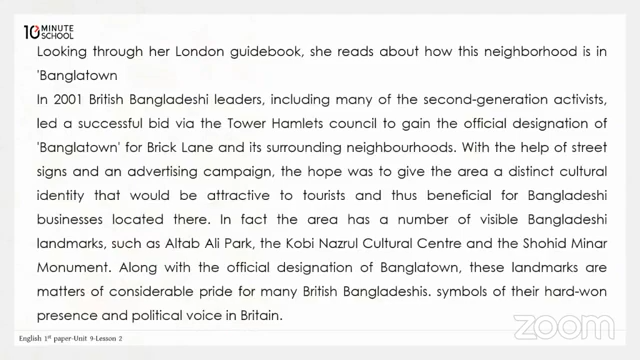 10 MINUTE
SCHOOL
Looking through her London guidebook, she reads about how this neighborhood is in
'Banglatown
In 2001 British Bangladeshi leaders, including many of the second-generation activists,
led a successful bid via the Tower Hamlets council to gain the official designation of
'Banglatown' for Brick Lane and its surrounding neighbourhoods. With the help of street
signs and an advertising campaign, the hope was to give the area a distinct cultural
identity that would be attractive to tourists and thus beneficial for Bangladeshi
businesses located there. In fact the area has a number of visible Bangladeshi
landmarks, such as Altab Ali Park, the Kobi Nazrul Cultural Centre and the Shohid Minar
Monument. Along with the official designation of Banglatown, these landmarks are
matters of considerable pride for many British Bangladeshis. symbols of their hard-won
presence and political voice in Britain.
English 1st paper-Unit 9-Lesson 2
zoom